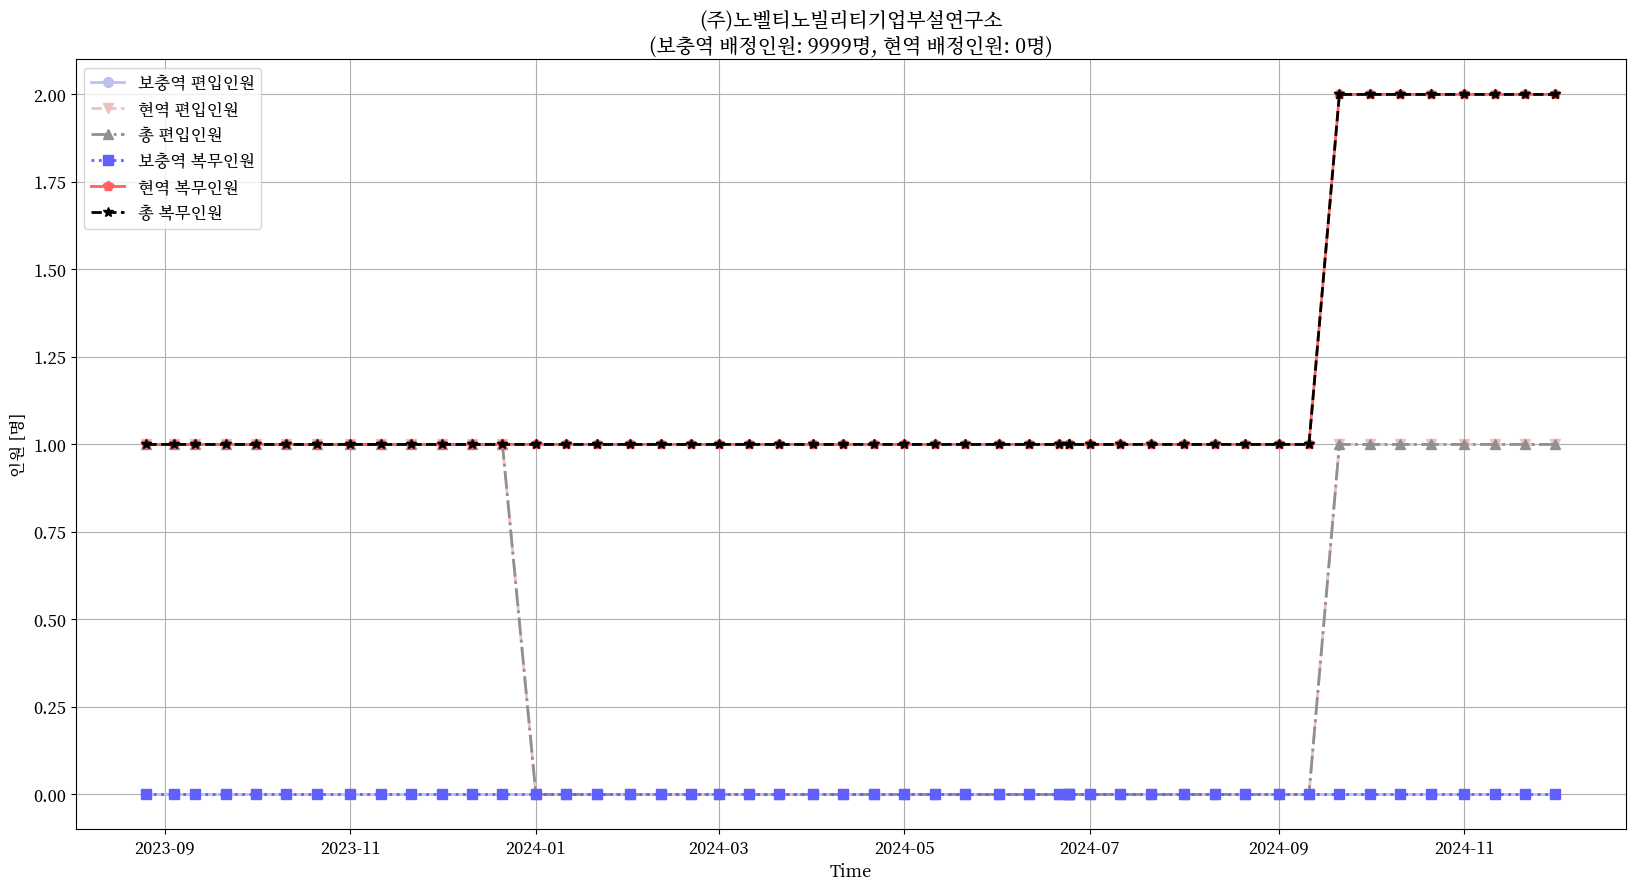 (주)노벨티노빌리티기업부설연구소
(보충역 배정인원: 9999명, 현역 배정인원: 0명)
보충역 편입인원
현역 편입인원
총 편입인원
보충역 복무인원
현역 복무인원
총 복무인원
2.00
1.75
1.50
1.25
1.00
0.75
0.50
0.25
0.00
인원 [명]
2023-09
2023-11
2024-01
2024-03
2024-05
2024-07
2024-09
2024-11
Time